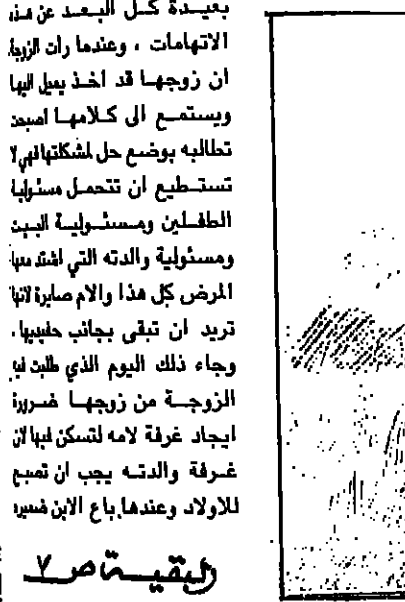 بعيدة كل البعد عن هذه
الاتهامات ، وعندما رات الزوجة
ان زوجها قد اخذ يميل اليها
ويستمع الى كلامها اصبحت
تطالبه بوضع حل لمشكلتها فهي لا
تستطيع ان تتحمل مسئولية
الطفلين ومسئولية البيت
ومسئولية والدته التي اشتد معها
المرض كل هذا والام صابرة لانها
تريد ان تبقى بجانب حفيديها .
وجاء ذلك اليوم الذي طلبت فيه
الزوجة من زوجها ضرورة
ايجاد غرفة لامه لتسكن فيها لان
غرفة والدته يجب ان تصبح
للاولاد وعندها باع الابن ضميره
البقية ص ٧